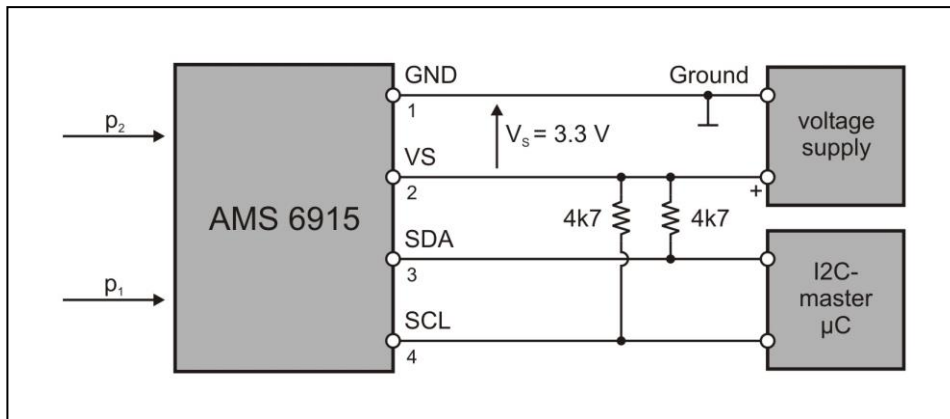 GND
Ground
1
p₂
Vₛ = 3.3 V
voltage
supply
VS
2
+
AMS 6915
4k7
4k7
SDA
3
I2C-
master
µC
p₁
SCL
4